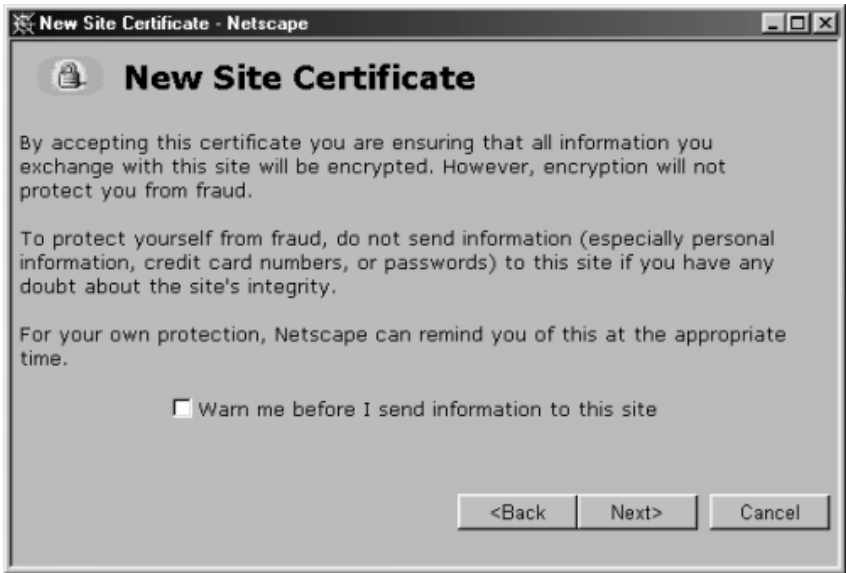 New Site Certificate - Netscape
New Site Certificate
By accepting this certificate you are ensuring that all information you
exchange with this site will be encrypted. However, encryption will not
protect you from fraud.
To protect yourself from fraud, do not send information (especially personal
information, credit card numbers, or passwords) to this site if you have any
doubt about the site's integrity.
For your own protection, Netscape can remind you of this at the appropriate
time.
Warn me before I send information to this site
<Back Next> Cancel